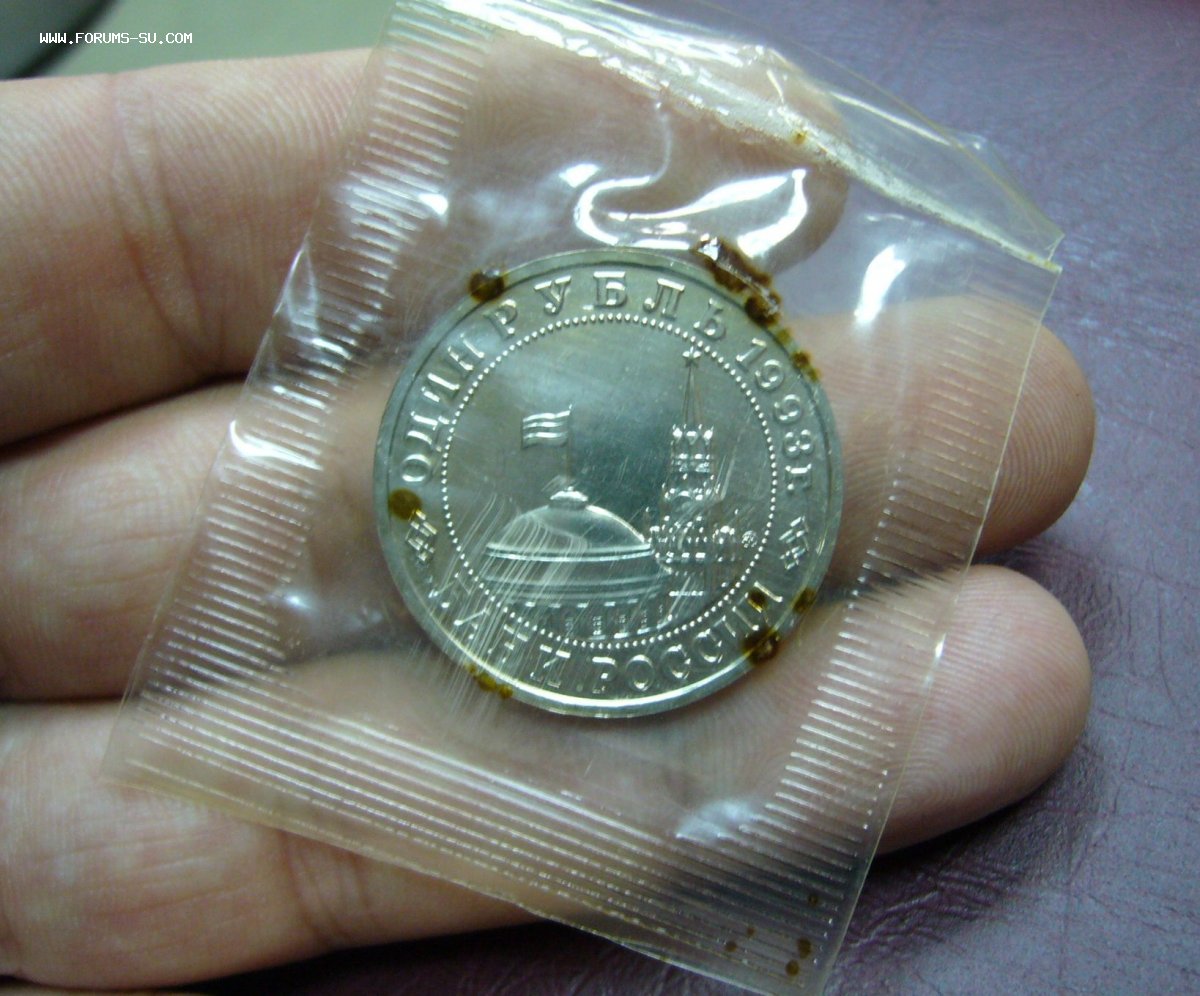 WWW.FORUMS-SU.COM
ОДИН РУБЛЬ 1993 Г.
БАНК РОССИИ